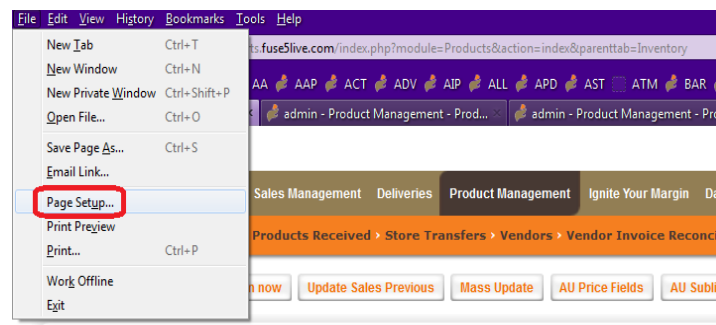 File Edit View History Bookmarks Tools Help
New Tab Ctrl+T
New Window Ctrl+N
New Private Window Ctrl+Shift+P
Open File... Ctrl+O
Save Page As... Ctrl+S
Email Link...
Page Setup...
Print Preview
Print... Ctrl+P
Work Offline
Exit
ts.fuse5live.com/index.php?module=Products&action=index&parenttab=Inventory
AA AAP ACT ADV AIP ALL APD AST ATM BAR
admin - Product Management - Prod... admin - Product Management - Pro
Sales Management Deliveries Product Management Ignite Your Margin Da
Products Received › Store Transfers › Vendors › Vendor Invoice Reconci
n now Update Sales Previous Mass Update AU Price Fields AU Subli